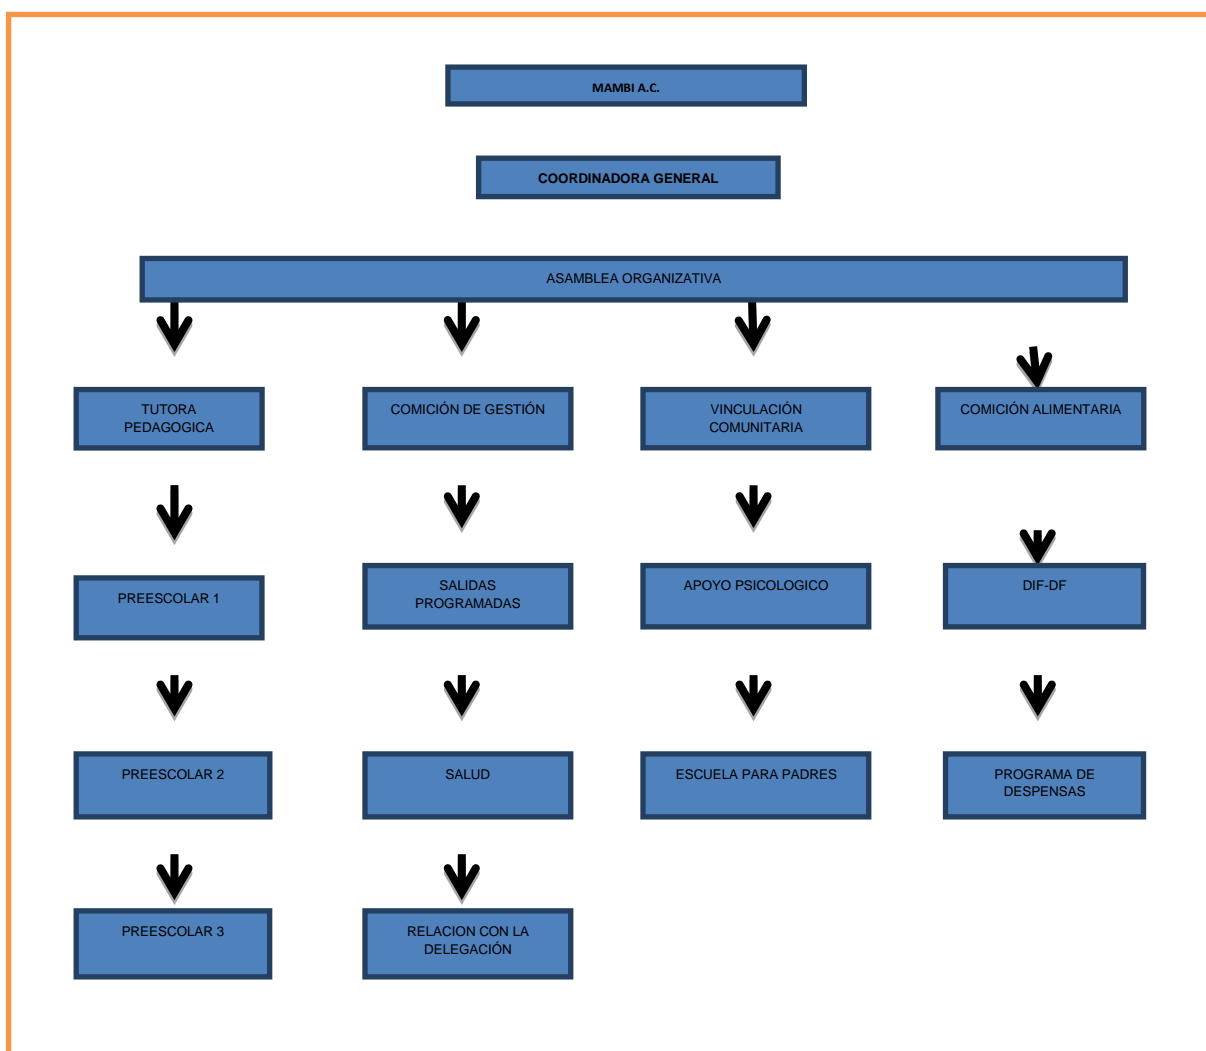 MAMBI A.C.
COORDINADORA GENERAL
ASAMBLEA ORGANIZATIVA
TUTORA
PEDAGOGICA
COMICIÓN DE GESTIÓN
VINCULACIÓN
COMUNITARIA
COMICIÓN ALIMENTARIA
PREESCOLAR 1
SALIDAS
PROGRAMADAS
APOYO PSICOLOGICO
DIF-DF
PREESCOLAR 2
SALUD
ESCUELA PARA PADRES
PROGRAMA DE
DESPENSAS
PREESCOLAR 3
RELACION CON LA
DELEGACIÓN